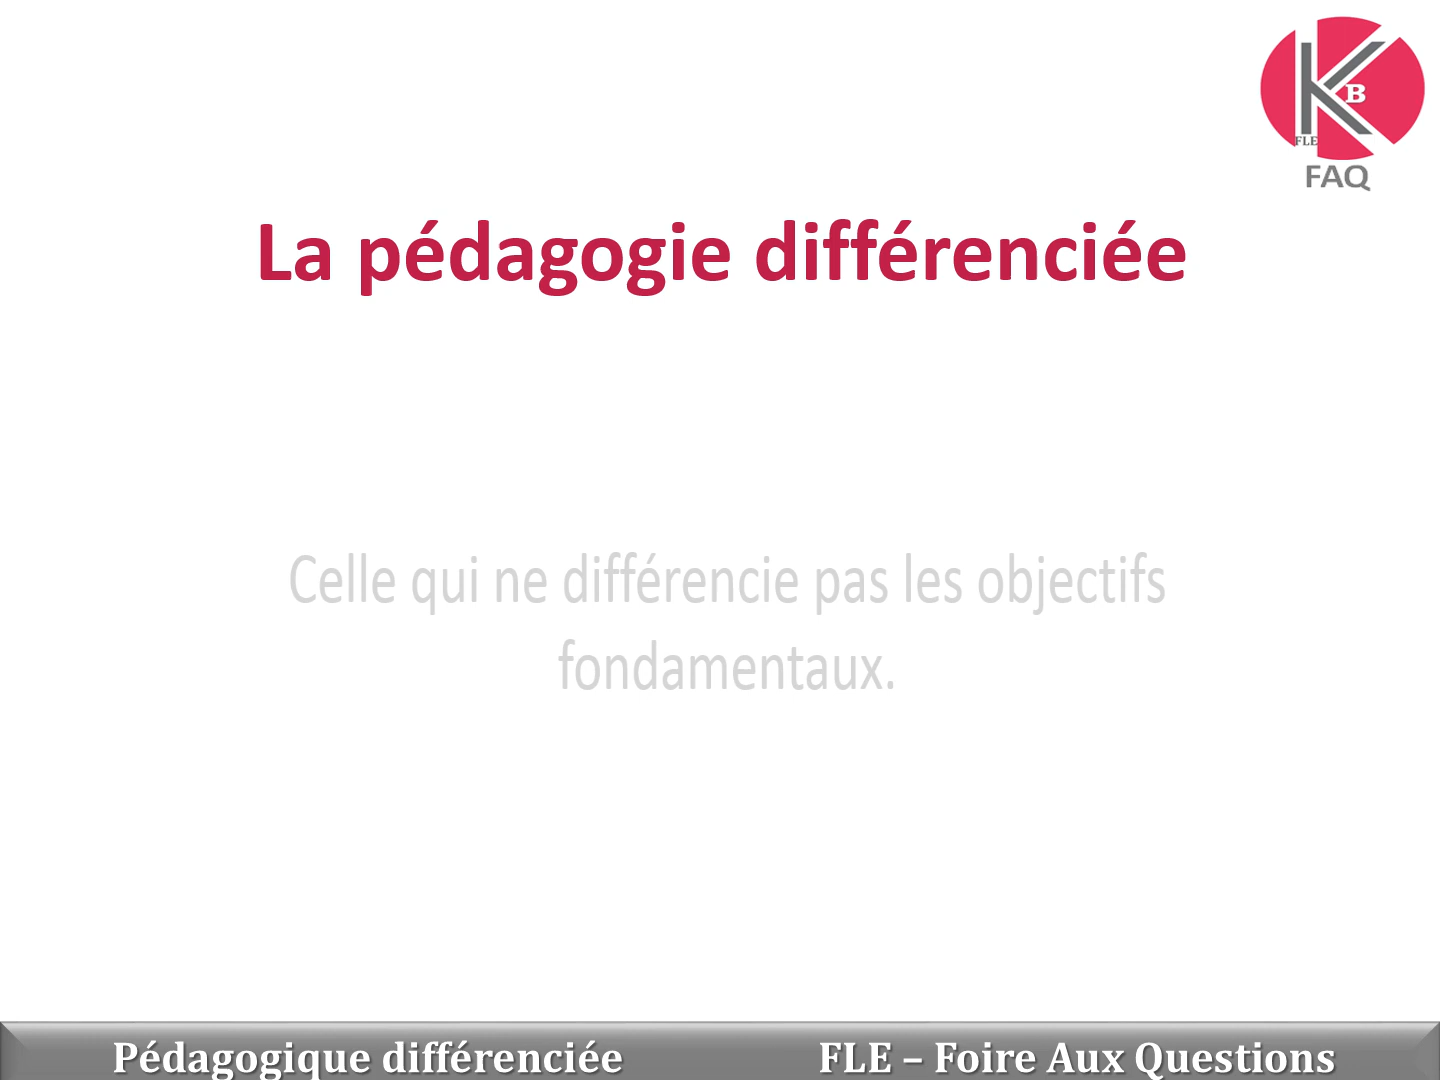 K B
FLE
FAQ
La pédagogie différenciée
Celle qui ne différencie pas les objectifs
fondamentaux.
Pédagogique différenciée FLE – Foire Aux Questions